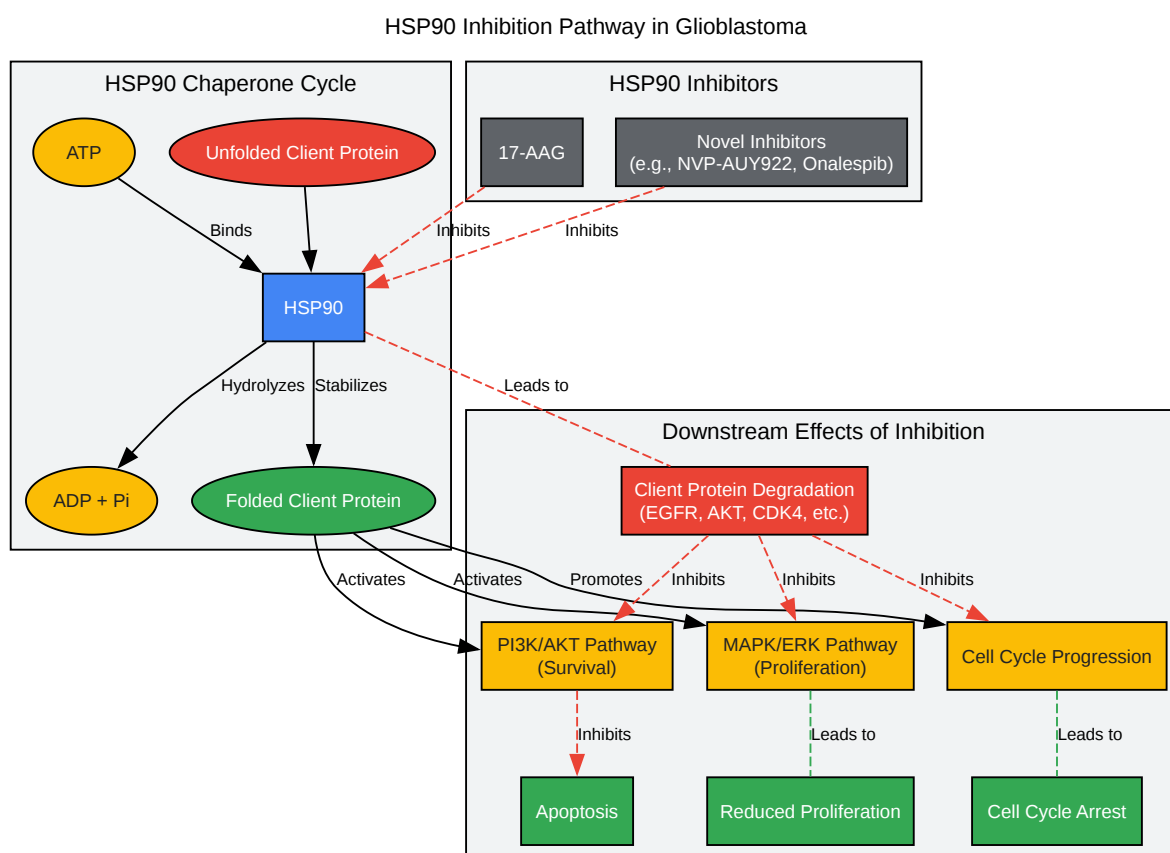 HSP90 Inhibition Pathway in Glioblastoma
HSP90 Chaperone Cycle
HSP90 Inhibitors
ATP
Unfolded Client Protein
17-AAG
Novel Inhibitors
(e.g., NVP-AUY922, Onalespib)
Binds
Inhibits
Inhibits
HSP90
Hydrolyzes
Stabilizes
Leads to
Downstream Effects of Inhibition
ADP + Pi
Folded Client Protein
Client Protein Degradation
(EGFR, AKT, CDK4, etc.)
Activates
Activates
Promotes
Inhibits
Inhibits
Inhibits
PI3K/AKT Pathway
(Survival)
MAPK/ERK Pathway
(Proliferation)
Cell Cycle Progression
Inhibits
Leads to
Leads to
Apoptosis
Reduced Proliferation
Cell Cycle Arrest